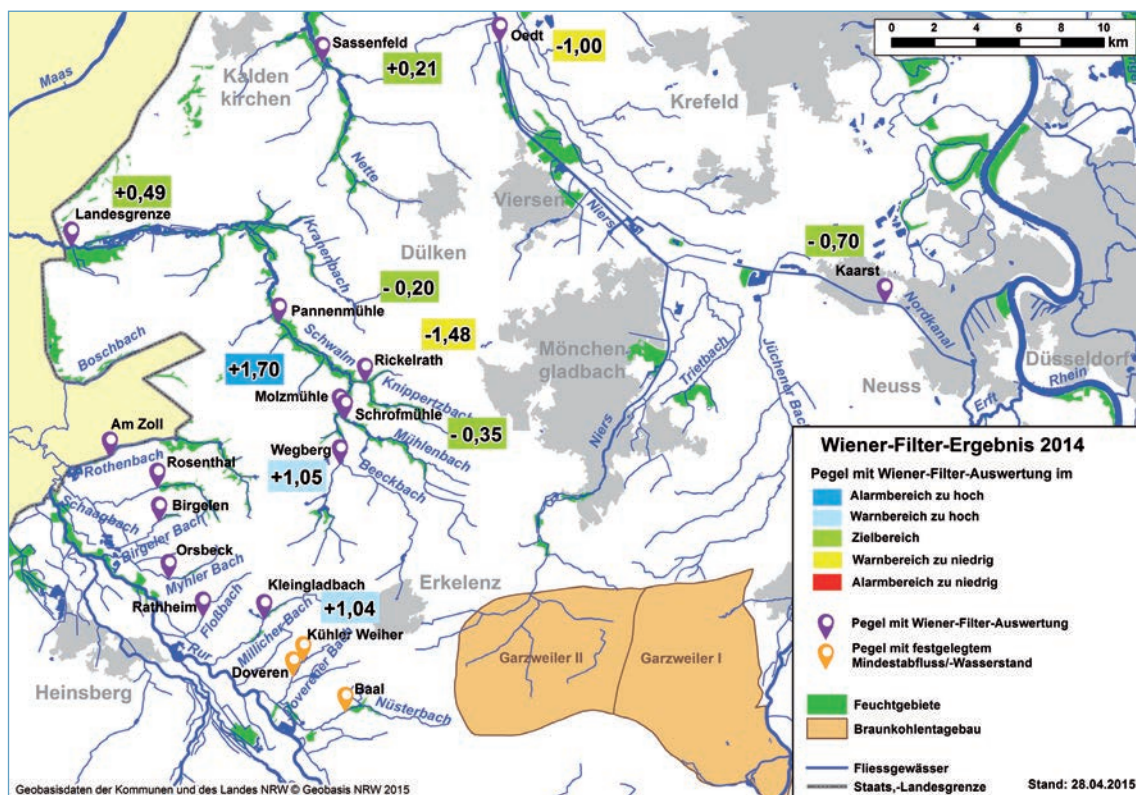 Maas
Sassenfeld
+0,21
Kalden
kirchen
Nette
Oedt
-1,00
Krefeld
0 2 4 6 8 10
km
+0,49
Landesgrenze
Kranenbach
Dülken
Viersen
Niers
- 0,70
Kaarst
Nordkanal
- 0,20
Pannenmühle
Boschbach
Schwalm
-1,48
Rickelrath
+1,70
Molzmühle
Knippertzbach
Schrofmühle
- 0,35
Mühlenbach
Mönchen-
gladbach
Trietbach
Jüchener Bach
Niers
Neuss
Düsseldorf
Rhein
Erft
Am Zoll
Rothenbach
Rosenthal
Wegberg
+1,05
Beeckbach
Schaagbach
Birgelen
Birgeler Bach
Orsbeck
Myhler Bach
Rathheim
Floßbach
Kleingladbach
+1,04
Erkelenz
Millicher Bach
Kühler Weiher
Rur
Doveren
Doverener Bach
Heinsberg
Baal
Nüsterbach
Garzweiler II
Garzweiler I
Wiener-Filter-Ergebnis 2014
Pegel mit Wiener-Filter-Auswertung im
Alarmbereich zu hoch
Warnbereich zu hoch
Zielbereich
Warnbereich zu niedrig
Alarmbereich zu niedrig
Pegel mit Wiener-Filter-Auswertung
Pegel mit festgelegtem
Mindestabfluss/-Wasserstand
Feuchtgebiete
Braunkohlentagebau
Fliessgewässer
Staats,-Landesgrenze
Stand: 28.04.2015
Geobasisdaten der Kommunen und des Landes NRW © Geobasis NRW 2015